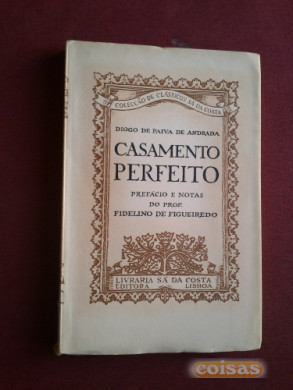 COLECÇÃO DE CLÁSSICOS SÁ DA COSTA
DIOGO DE PAIVA DE ANDRADA
CASAMENTO
PERFEITO
PREFÁCIO E NOTAS
DO PROF.
FIDELINO DE FIGUEIREDO
LIVRARIA SÁ DA COSTA
EDITORA LISBOA
coisas